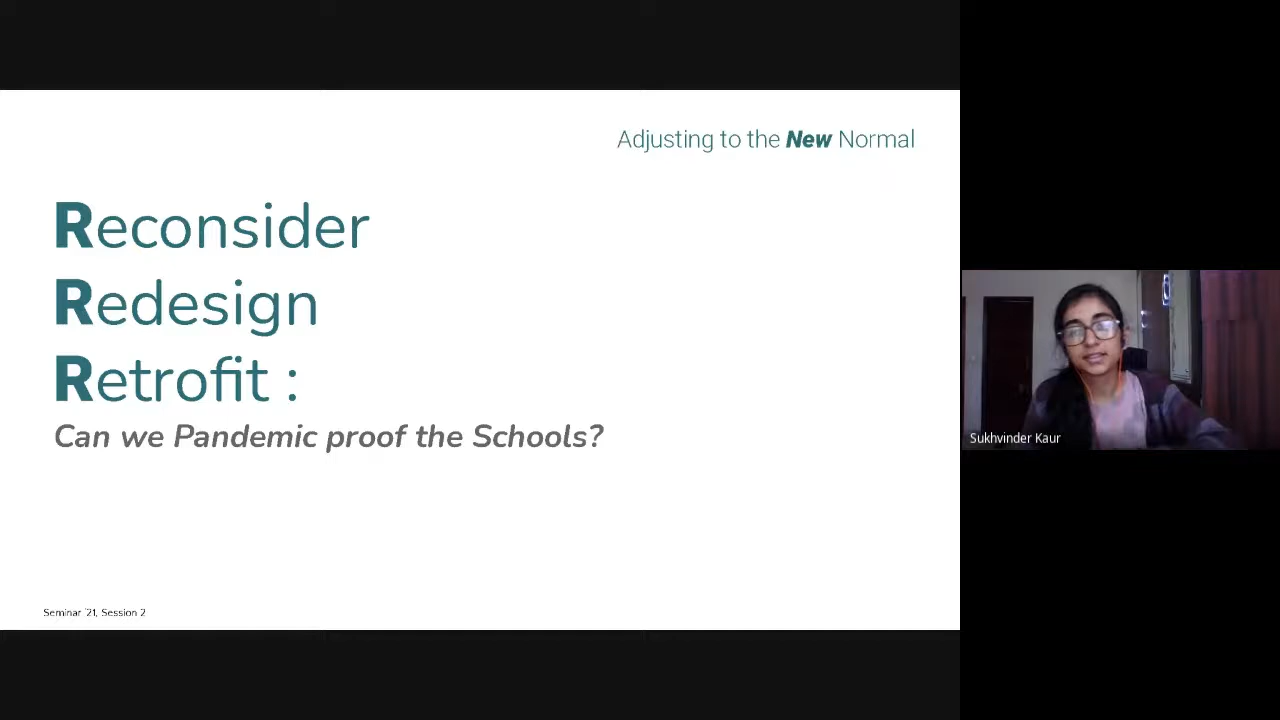 Adjusting to the New Normal
Reconsider
Redesign
Retrofit :
Can we Pandemic proof the Schools?
Seminar '21, Session 2
Sukhvinder Kaur